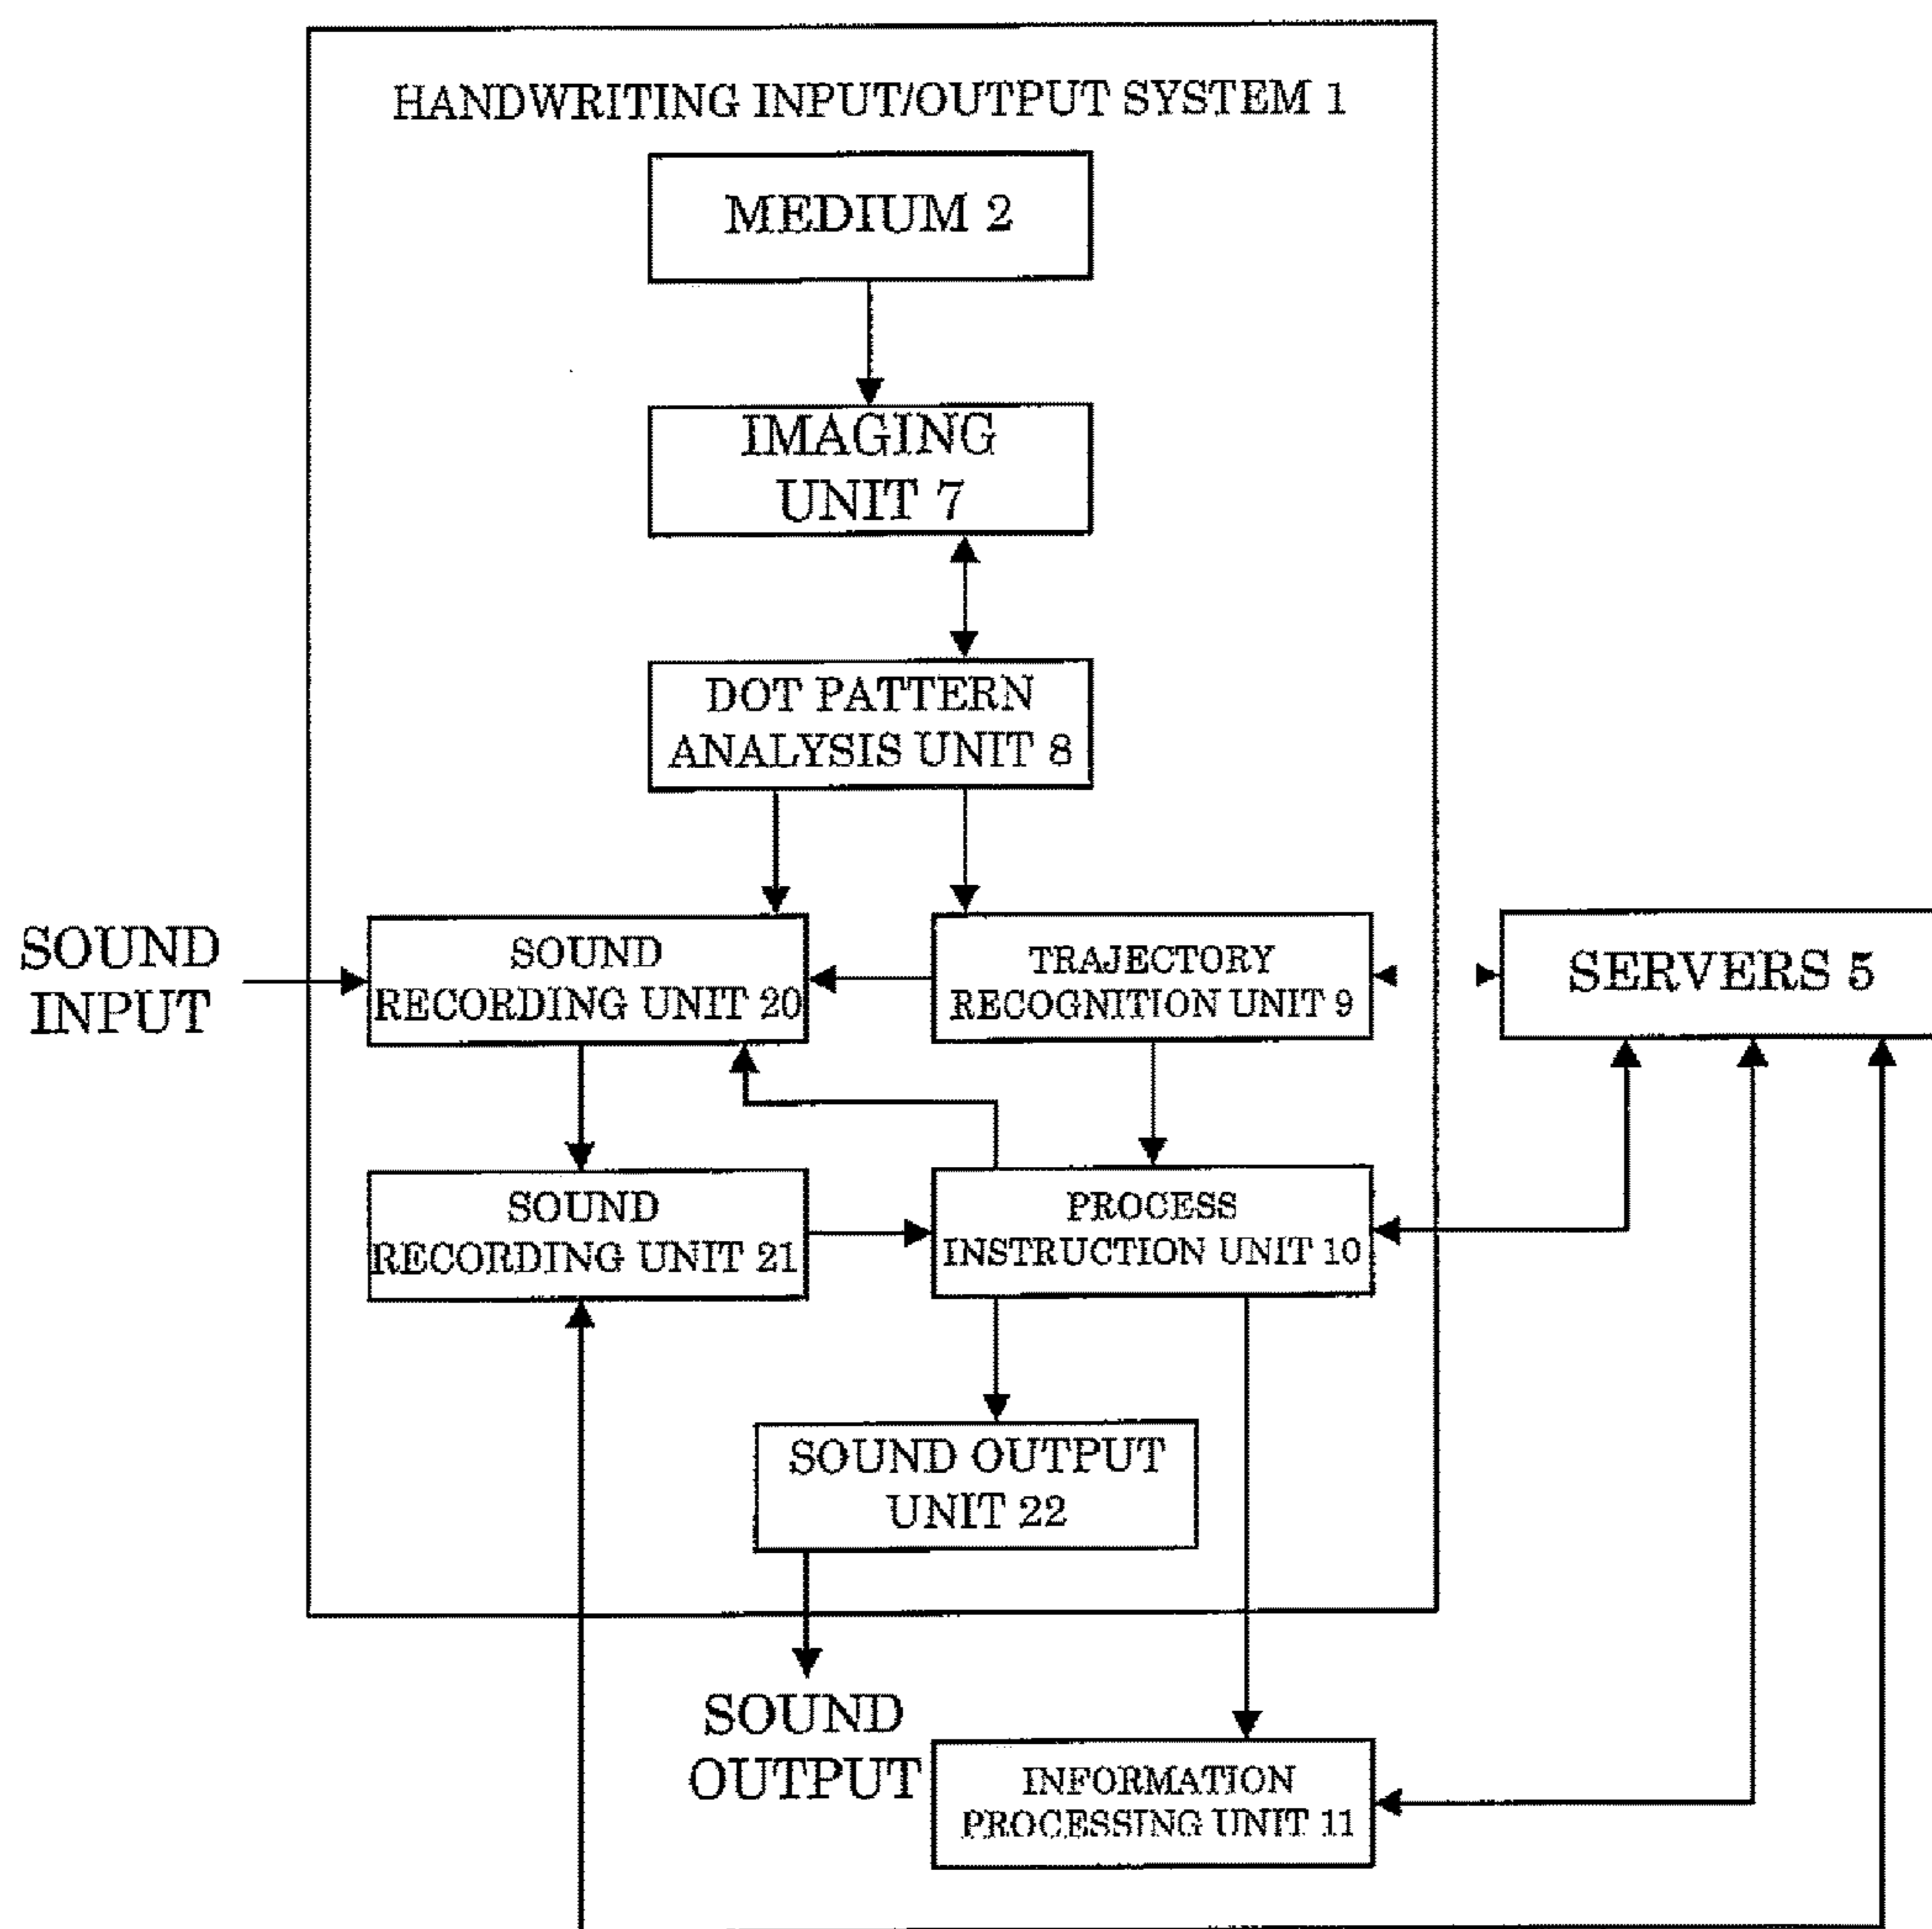 HANDWRITING INPUT/OUTPUT SYSTEM 1
MEDIUM 2
IMAGING
UNIT 7
DOT PATTERN
ANALYSIS UNIT 8
SOUND
INPUT
SOUND
RECORDING UNIT 20
TRAJECTORY
RECOGNITION UNIT 9
SERVERS 5
SOUND
RECORDING UNIT 21
PROCESS
INSTRUCTION UNIT 10
SOUND OUTPUT
UNIT 22
SOUND
OUTPUT
INFORMATION
PROCESSING UNIT 11